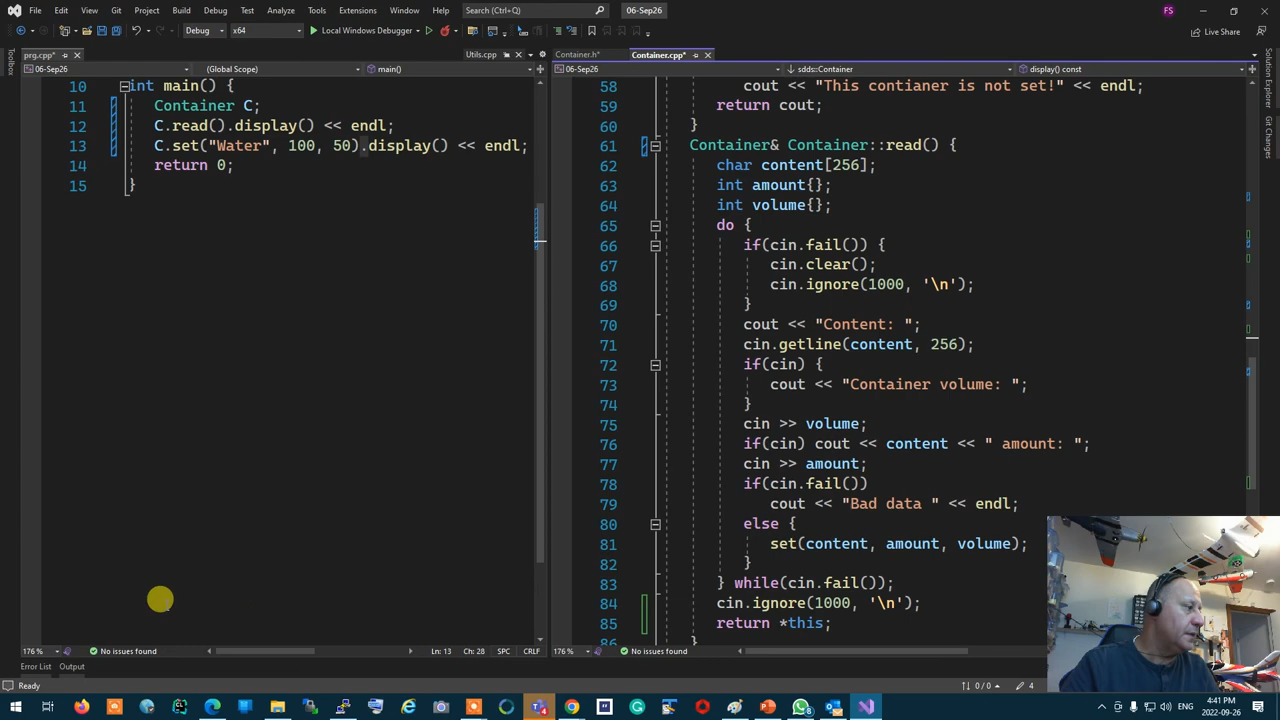 File Edit View Git Project Build Debug Test Analyze Tools Extensions Window Help Search (Ctrl+Q) 06-Sep26 FS
Debug x64 Local Windows Debugger Live Share
prg.cpp Utils.cpp Container.h Container.cpp
06-Sep26 (Global Scope) main() 06-Sep26 sdds::Container display() const
Toolbox
10 int main() {
11 Container C;
12 C.read().display() << endl;
13 C.set("Water", 100, 50).display() << endl;
14 return 0;
15 }
58 cout << "This contianer is not set!" << endl;
59 return cout;
60 }
61 Container& Container::read() {
62 char content[256];
63 int amount{};
64 int volume{};
65 do {
66 if(cin.fail()) {
67 cin.clear();
68 cin.ignore(1000, '\n');
69 }
70 cout << "Content: ";
71 cin.getline(content, 256);
72 if(cin) {
73 cout << "Container volume: ";
74 }
75 cin >> volume;
76 if(cin) cout << content << " amount: ";
77 cin >> amount;
78 if(cin.fail())
79 cout << "Bad data " << endl;
80 else {
81 set(content, amount, volume);
82 }
83 } while(cin.fail());
84 cin.ignore(1000, '\n');
85 return *this;
86 }
Solution Explorer
Git Changes
176 % No issues found Ln: 13 Ch: 28 SPC CRLF
176 % No issues found
Error List Output
Ready 0 / 0 4
4:41 PM
2022-09-26